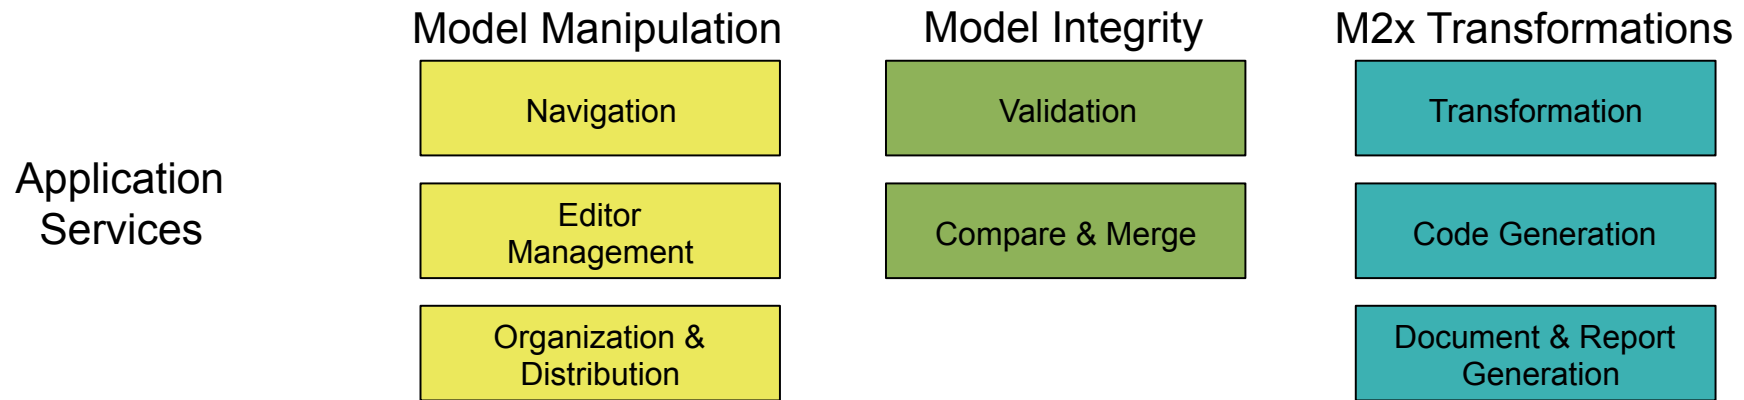 Model Manipulation
Model Integrity
M2x Transformations
Navigation
Validation
Transformation
Application
Services
Editor
Management
Compare & Merge
Code Generation
Organization &
Distribution
Document & Report
Generation